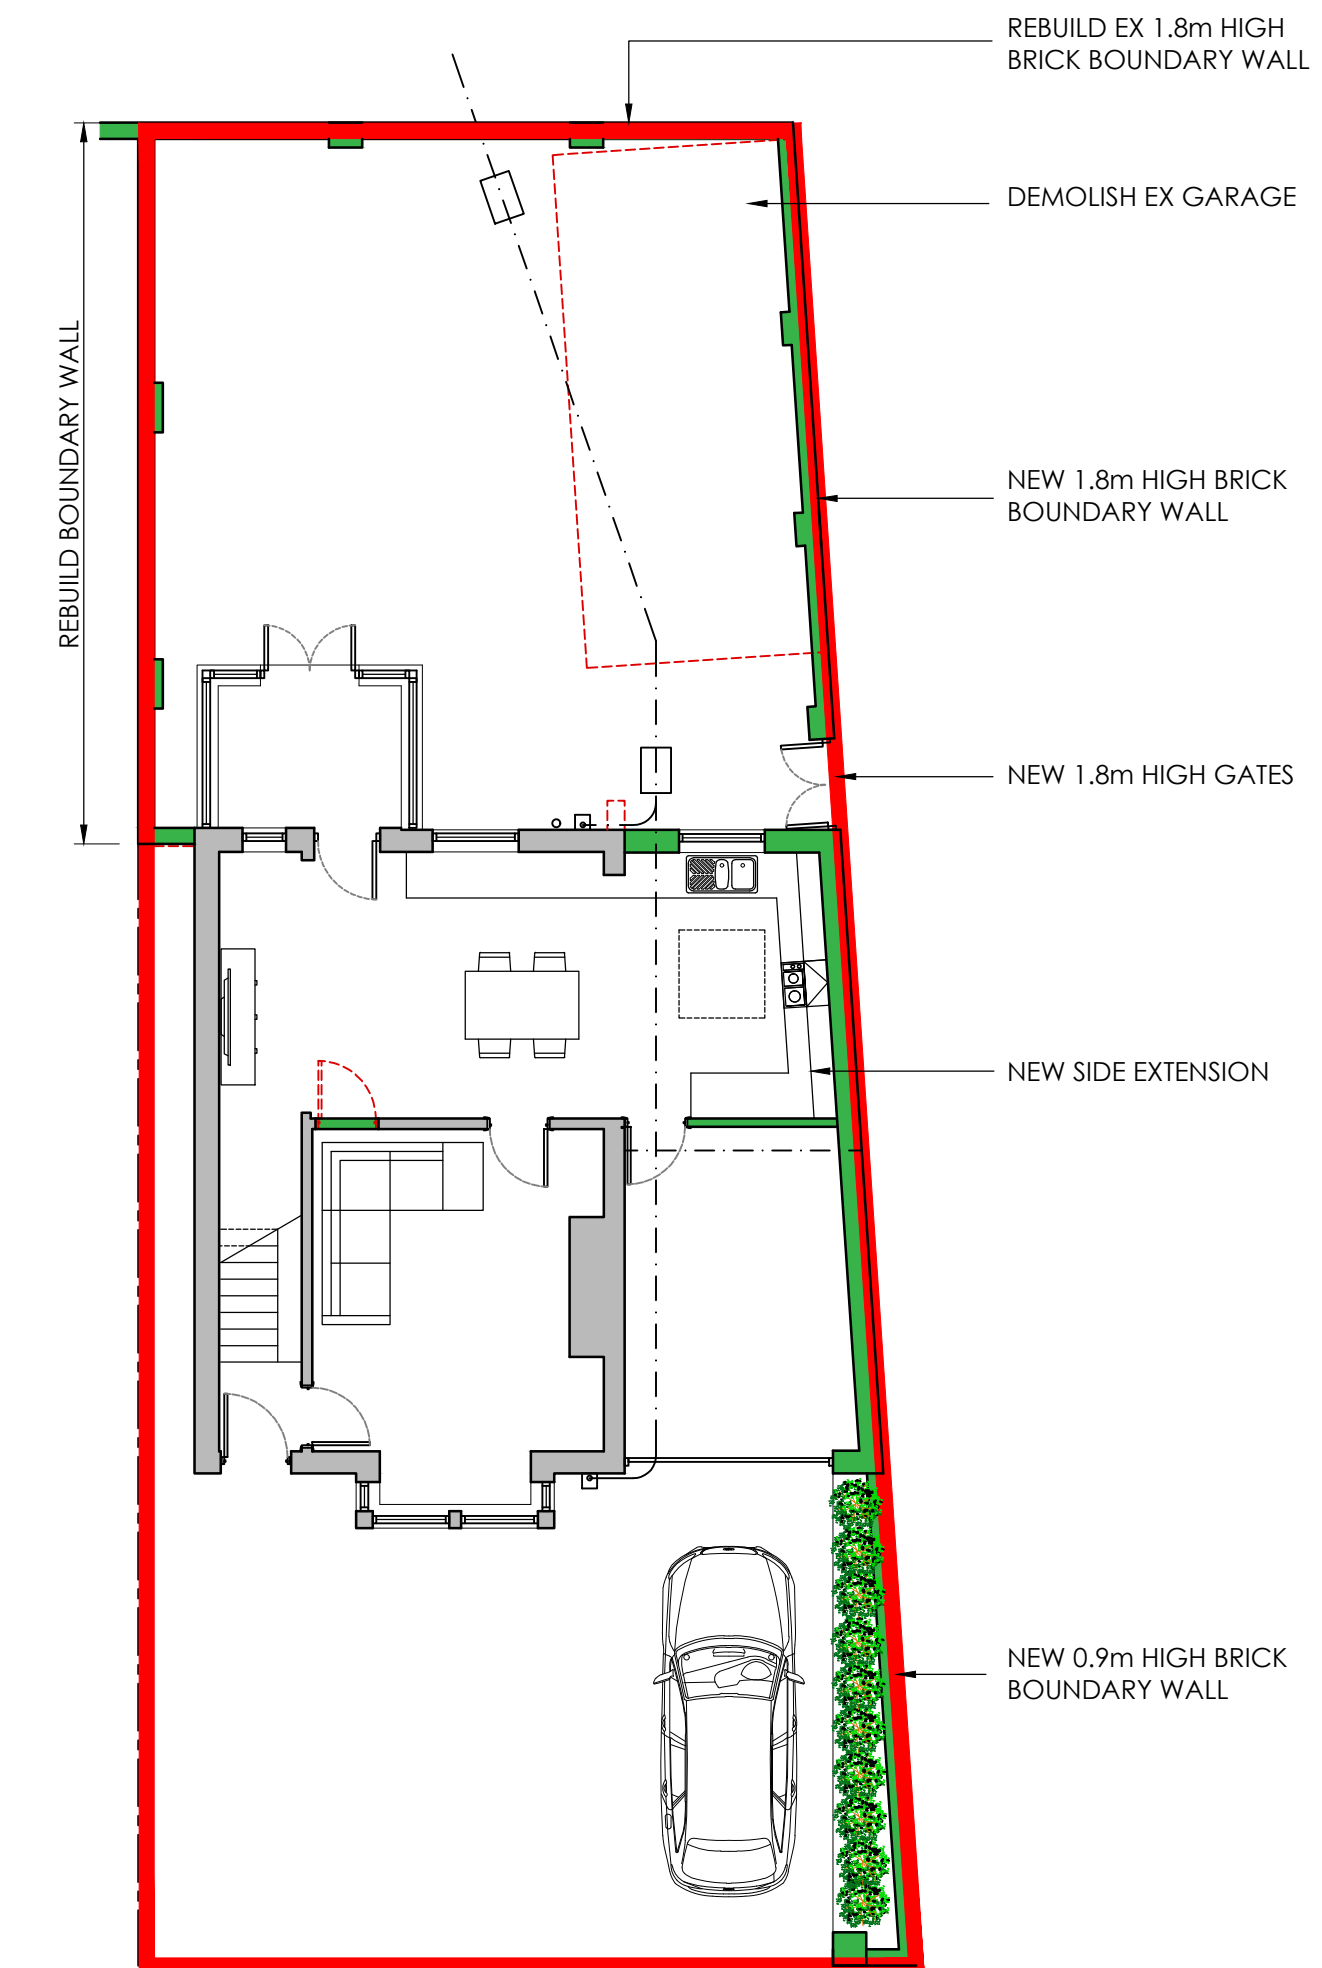 REBUILD EX 1.8m HIGH
BRICK BOUNDARY WALL
DEMOLISH EX GARAGE
REBUILD BOUNDARY WALL
NEW 1.8m HIGH BRICK
BOUNDARY WALL
NEW 1.8m HIGH GATES
NEW SIDE EXTENSION
NEW 0.9m HIGH BRICK
BOUNDARY WALL